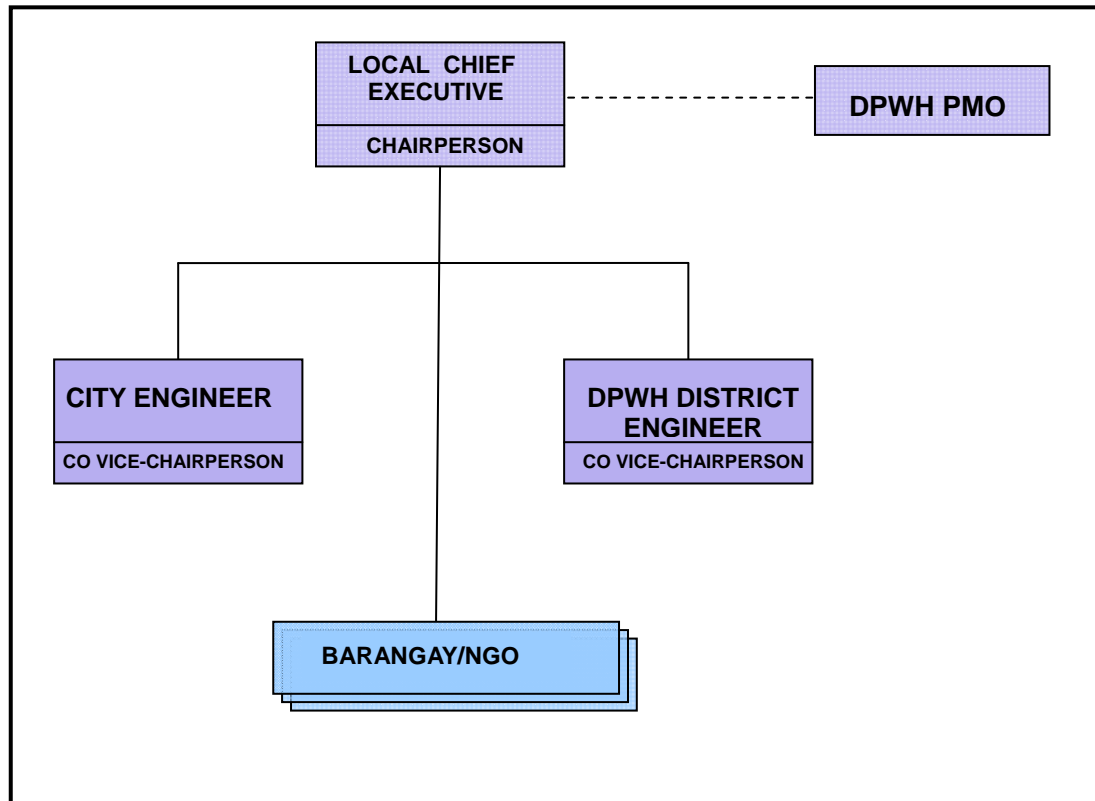 LOCAL CHIEF
EXECUTIVE
CHAIRPERSON
DPWH PMO
CITY ENGINEER
CO VICE-CHAIRPERSON
DPWH DISTRICT
ENGINEER
CO VICE-CHAIRPERSON
BARANGAY/NGO